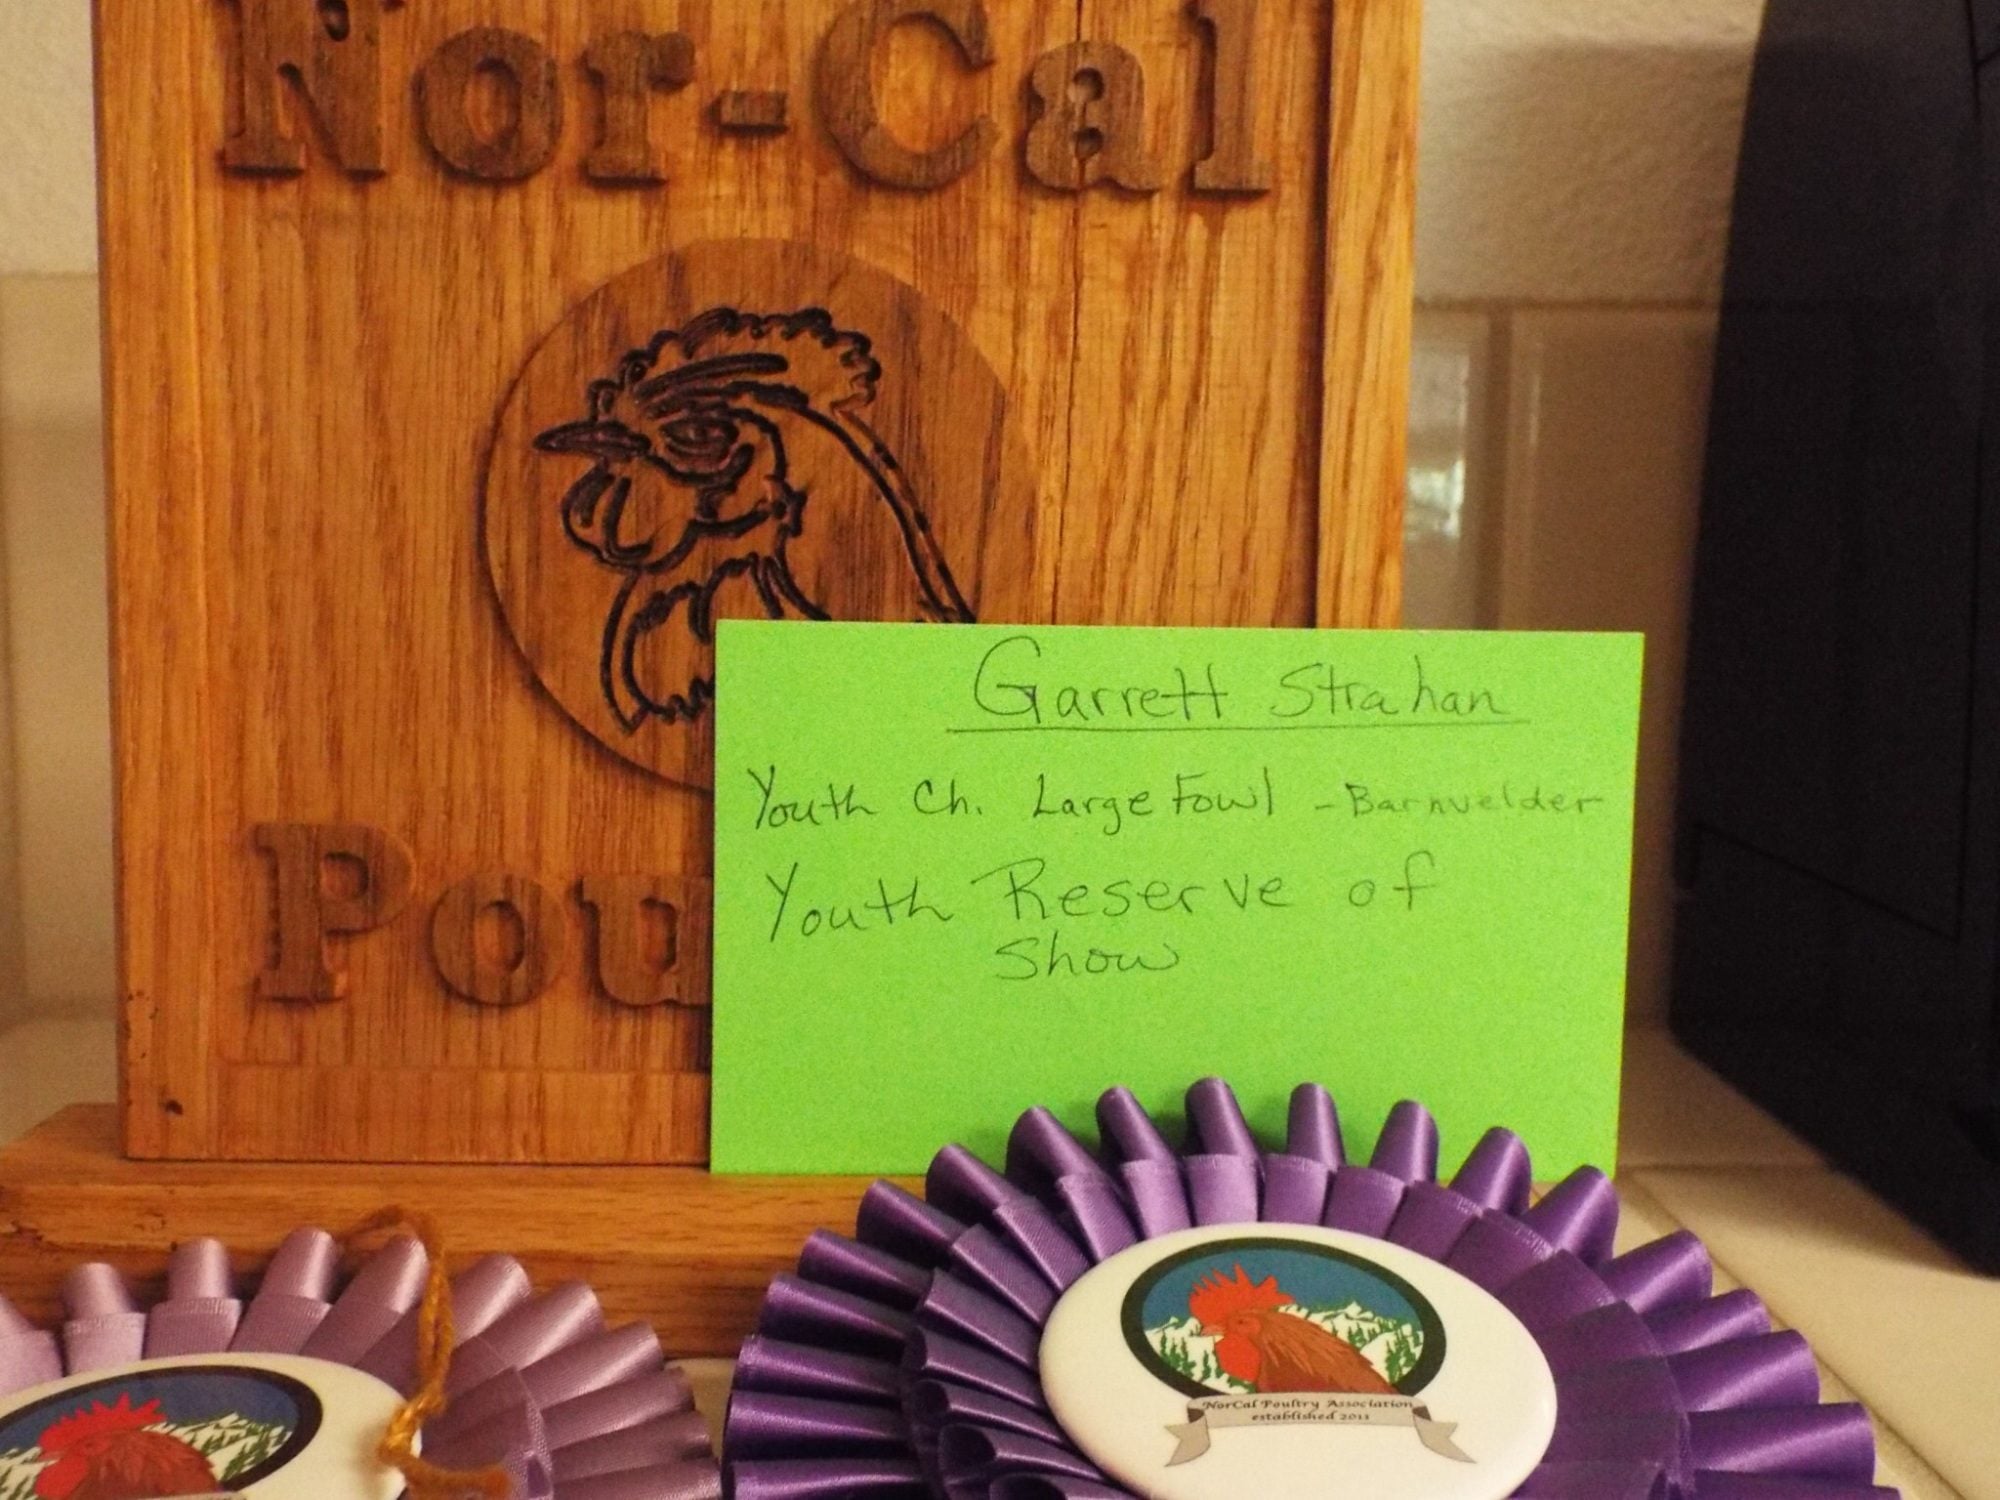 Nor-Cal
Pou
Garrett Strahan
Youth Ch. Large Fowl - Barnvelder
Youth Reserve of
Show
NorCal Poultry Association
established 2011